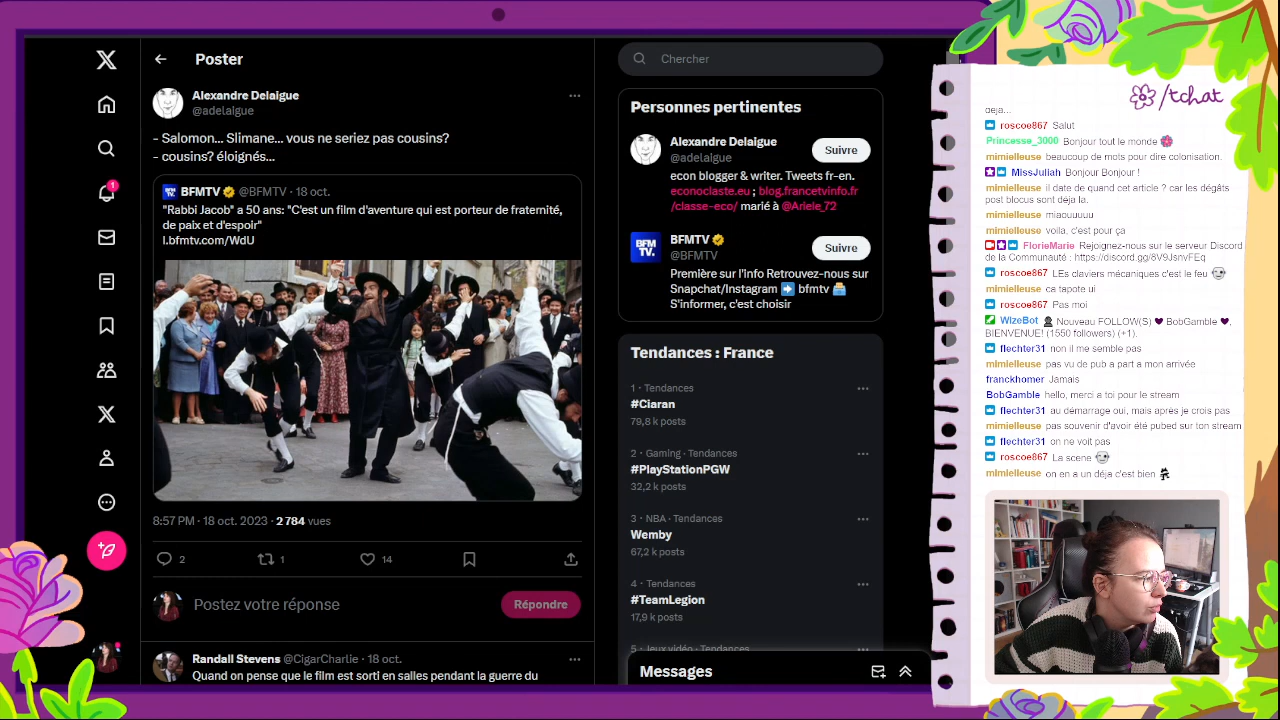 Poster
Alexandre Delaigue
@adelaigue
- Salomon... Slimane... Vous ne seriez pas cousins?
- cousins? éloignés...
BFMTV @BFMTV · 18 oct.
"Rabbi Jacob" a 50 ans: "C'est un film d'aventure qui est porteur de fraternité,
de paix et d'espoir"
l.bfmtv.com/WdU
8:57 PM · 18 oct. 2023 · 2 784 vues
2
1
14
Postez votre réponse
Répondre
Randall Stevens @CigarCharlie · 18 oct.
Quand on pense que le film est sorti en salles pendant la guerre du
Chercher
Personnes pertinentes
Alexandre Delaigue
@adelaigue
Suivre
econ blogger & writer. Tweets fr-en.
econoclaste.eu ; blog.francetvinfo.fr
/classe-eco/ marié à @Ariele_72
BFMTV
@BFMTV
Suivre
Première sur l'info Retrouvez-nous sur
Snapchat/Instagram ➡️ bfmtv
S'informer, c'est choisir
Tendances : France
1 · Tendances
#Ciaran
79,8 k posts
2 · Gaming · Tendances
#PlayStationPGW
32,2 k posts
3 · NBA · Tendances
Wemby
67,2 k posts
4 · Tendances
#TeamLegion
17,9 k posts
5 · Jeux vidéo · Tendances
Messages
1
/tchat
déja...
roscoe867 Salut
Princesse_3000 Bonjour tout le monde
mimielleuse beaucoup de mots pour dire colonisation.
MissJuliah Bonjour Bonjour !
mimielleuse il date de quand cet article ? car les dégâts
post blocus sont déja la.
mimielleuse miaouuuuu
mimielleuse voila, c'est pour ça
FlorieMarie Rejoignez-nous sur le serveur Discord
de la Communauté : https://discord.gg/8V9JsnvFEq
roscoe867 LEs claviers mécaniques c'est le feu
mimielleuse ca tapote ui
roscoe867 Pas moi
WizeBot Nouveau FOLLOW(S) ♥ BobGamble ♥,
BIENVENUE! (1550 followers) (+1).
flechter31 non il me semble pas
mimielleuse pas vu de pub a part a mon arrivée
franckhomer Jamais
BobGamble hello, merci a toi pour le stream
flechter31 au démarrage oui, mais après je crois pas
mimielleuse pas souvenir d'avoir été pubed sur ton stream
flechter31 on ne voit pas
roscoe867 La scene
mimielleuse on en a un déja c'est bien